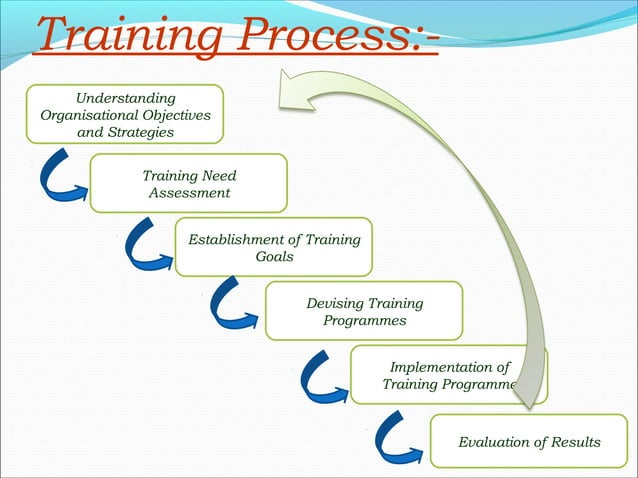 Training Process:-
Understanding
Organisational Objectives
and Strategies
Training Need
Assessment
Establishment of Training
Goals
Devising Training
Programmes
Implementation of
Training Programme
Evaluation of Results